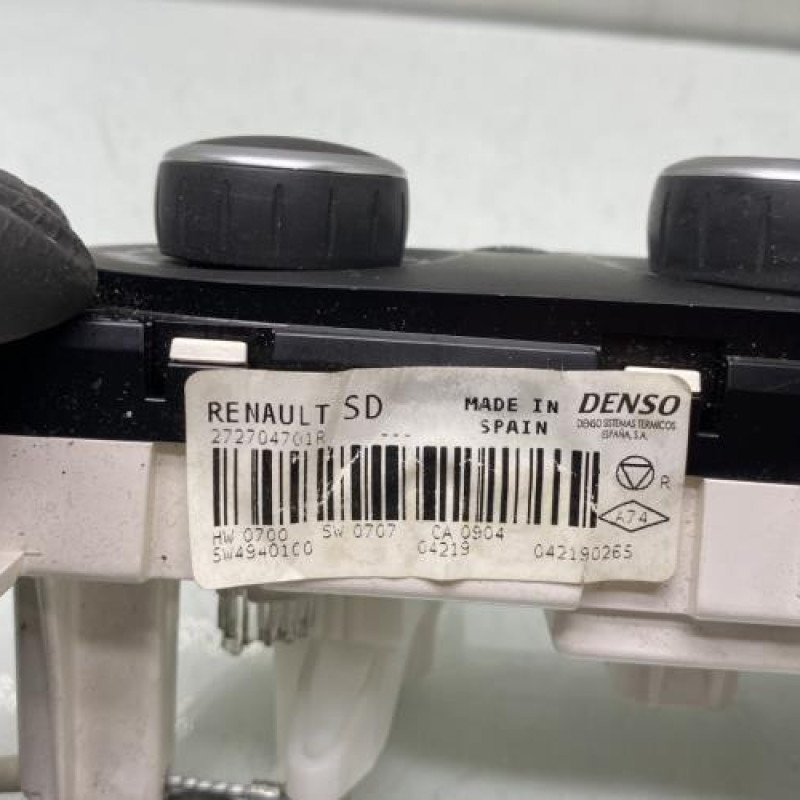 RENAULT SD
MADE IN SPAIN
DENSO
DENSO SISTEMAS TERMICOS
ESPAÑA, S.A.
272704701R ---
R
A74
HW 0700 SW 0707 CA 0904
SW494010C 04219 042190265